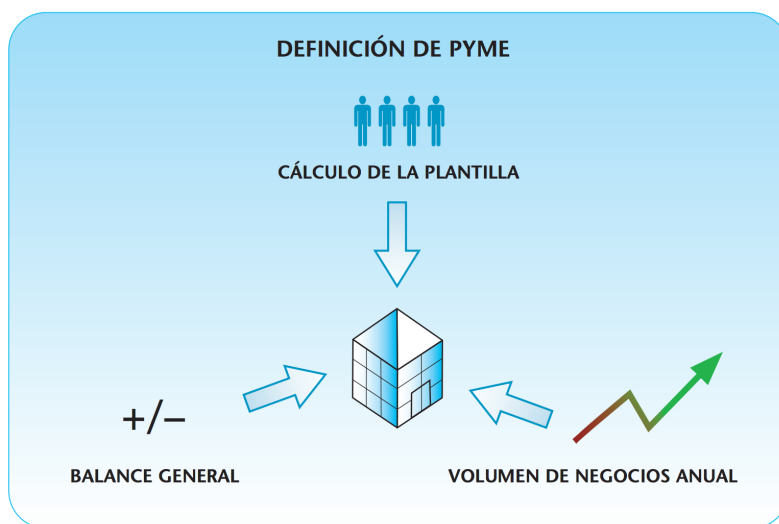 DEFINICIÓN DE PYME
CÁLCULO DE LA PLANTILLA
+/–
BALANCE GENERAL
VOLUMEN DE NEGOCIOS ANUAL